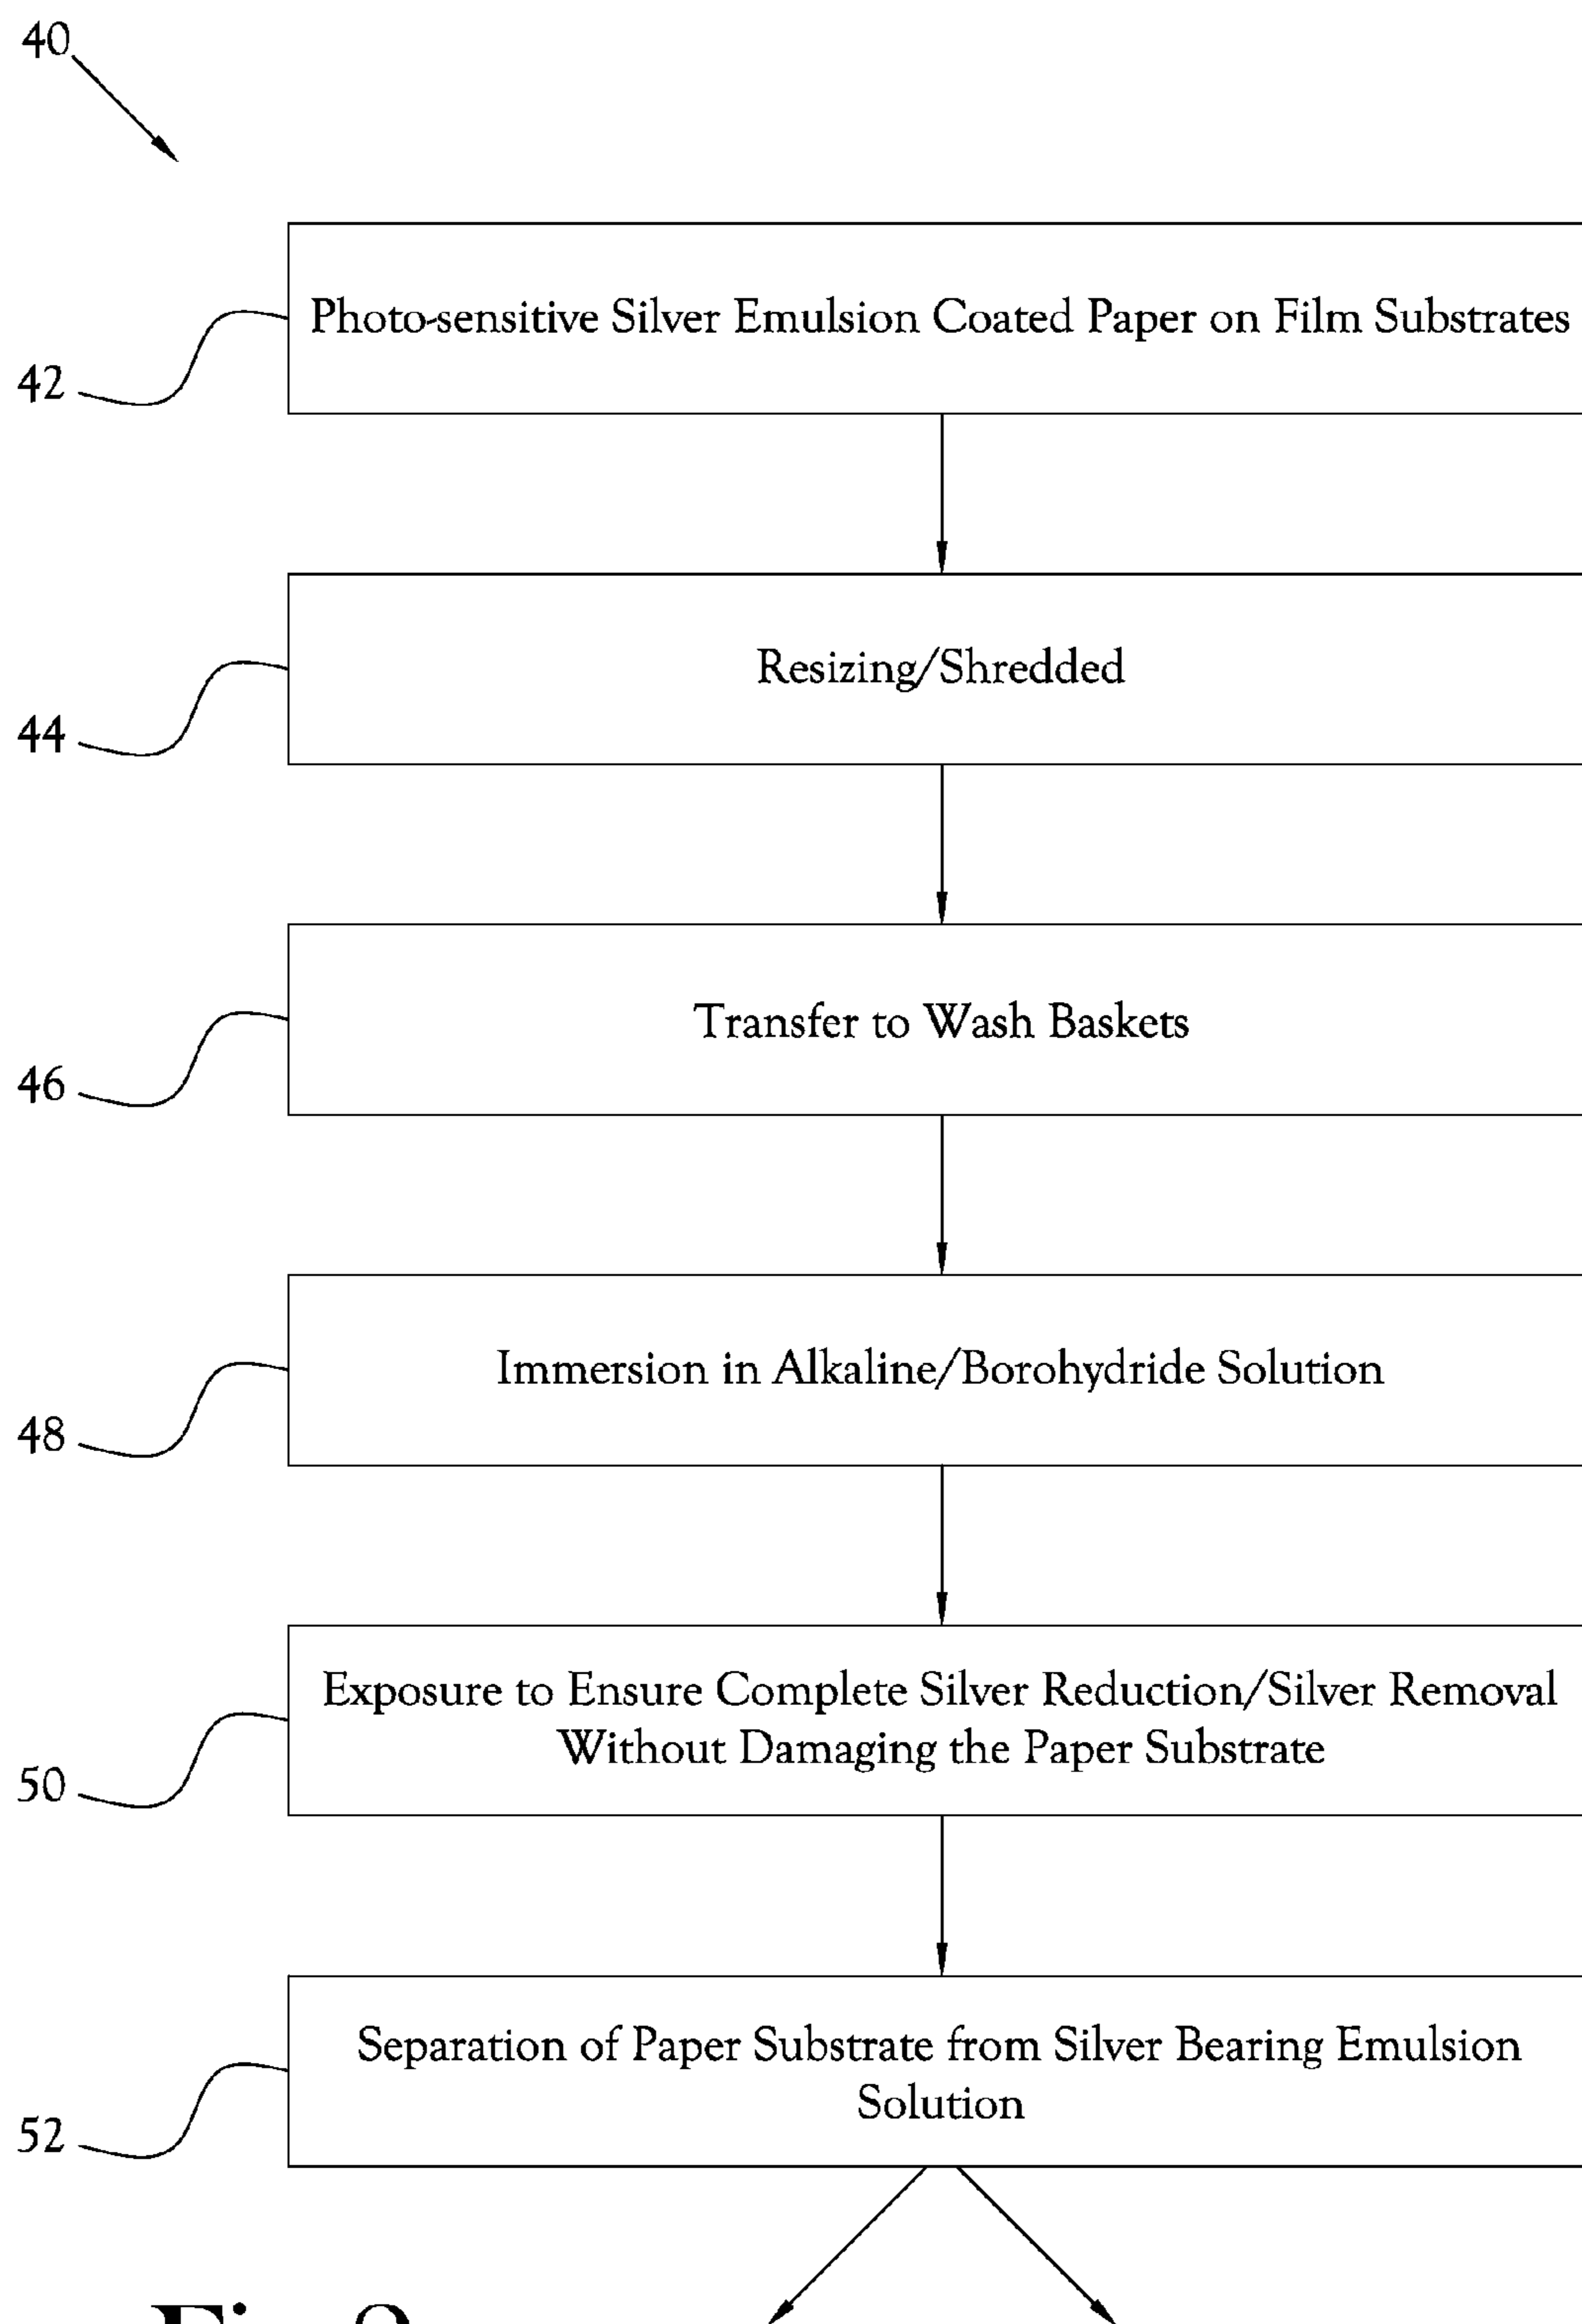 40
Photo-sensitive Silver Emulsion Coated Paper on Film Substrates
42
Resizing/Shredded
44
Transfer to Wash Baskets
46
Immersion in Alkaline/Borohydride Solution
48
Exposure to Ensure Complete Silver Reduction/Silver Removal
Without Damaging the Paper Substrate
50
Separation of Paper Substrate from Silver Bearing Emulsion
Solution
52